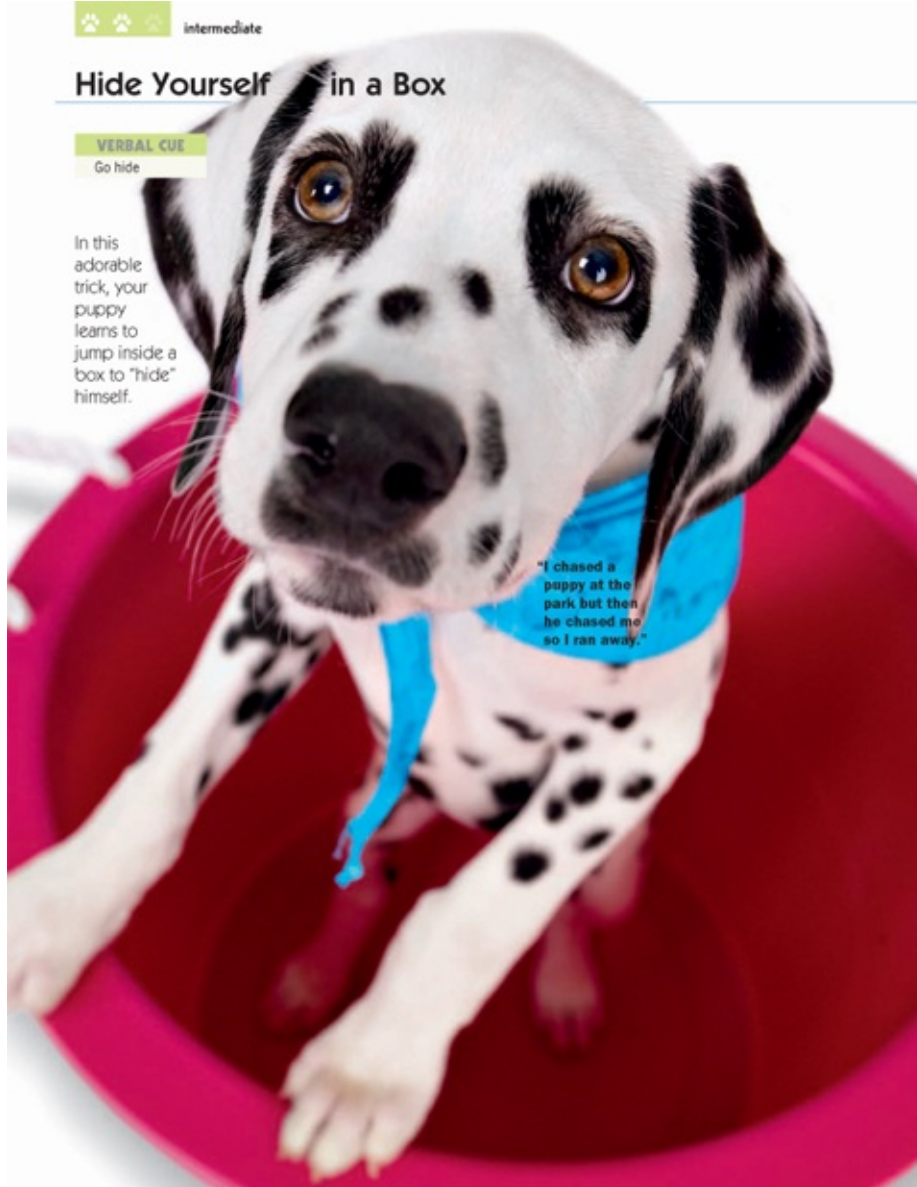 intermediate
Hide Yourself in a Box
VERBAL CUE
Go hide
In this
adorable
trick, your
puppy
learns to
jump inside a
box to "hide"
himself.
"I chased a
puppy at the
park but then
he chased me
so I ran away."